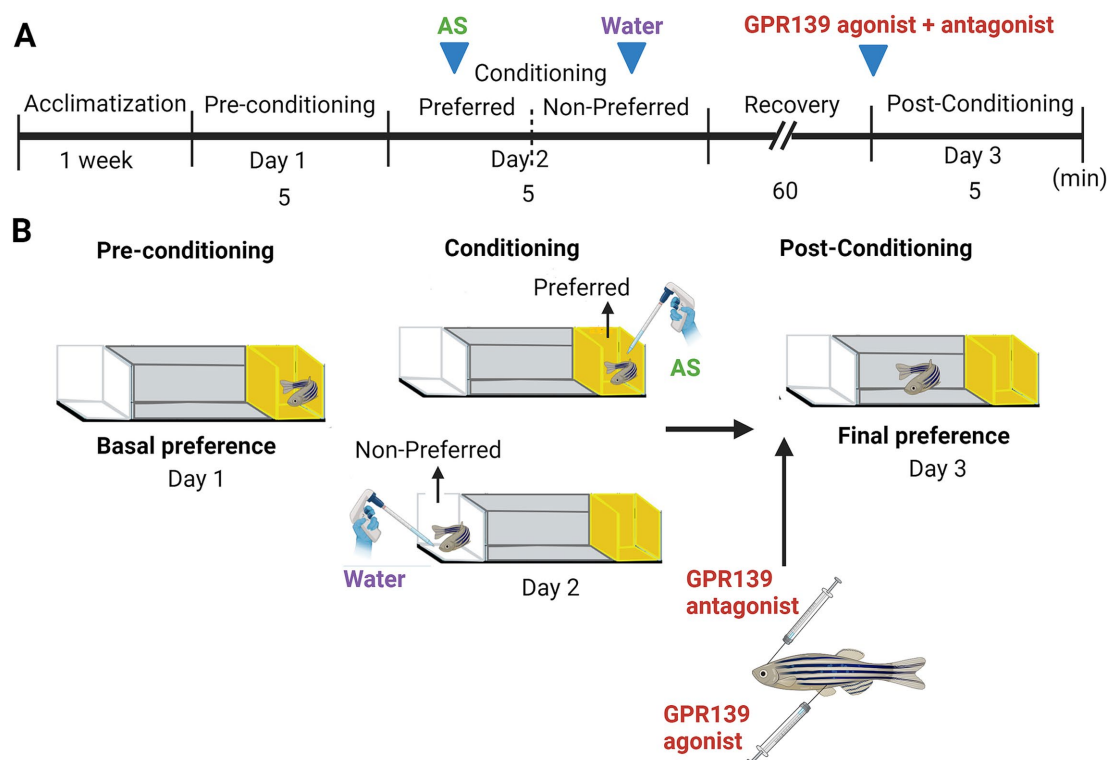 A
AS
Water
GPR139 agonist + antagonist
Conditioning
Acclimatization
Pre-conditioning
Preferred
Non-Preferred
Recovery
Post-Conditioning
1 week
Day 1
Day 2
Day 3
(min)
5
5
60
5
B
Pre-conditioning
Conditioning
Post-Conditioning
Preferred
AS
Basal preference
Day 1
Final preference
Day 3
Non-Preferred
Water
Day 2
GPR139
antagonist
GPR139
agonist